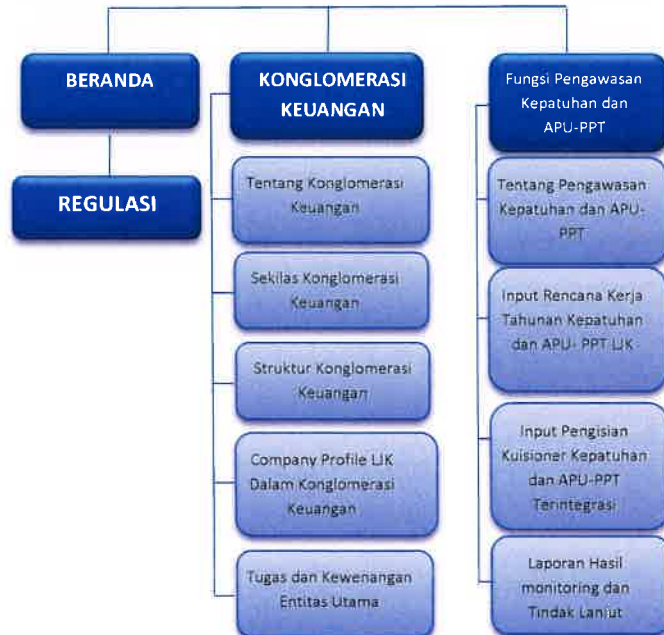 BERANDA
REGULASI
KONGLOMERASI
KEUANGAN
Tentang Konglomerasi
Keuangan
Sekilas Konglomerasi
Keuangan
Struktur Konglomerasi
Keuangan
Company Profile LJK
Dalam Konglomerasi
Keuangan
Tugas dan Kewenangan
Entitas Utama
Fungsi Pengawasan
Kepatuhan dan
APU-PPT
Tentang Pengawasan
Kepatuhan dan APU-
PPT
Input Rencana Kerja
Tahunan Kepatuhan
dan APU- PPT LJK
Input Pengisian
Kuisioner Kepatuhan
dan APU-PPT
Terintegrasi
Laporan Hasil
monitoring dan
Tindak Lanjut